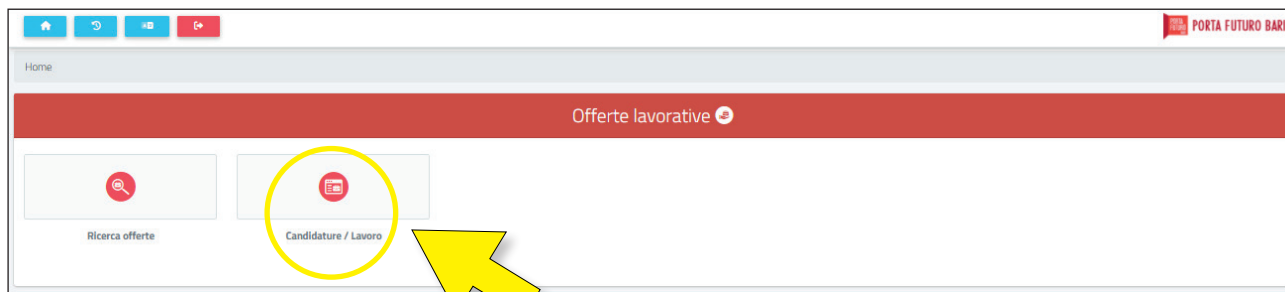 PORTA FUTURO BARI
Home
Offerte lavorative
Ricerca offerte
Candidature / Lavoro